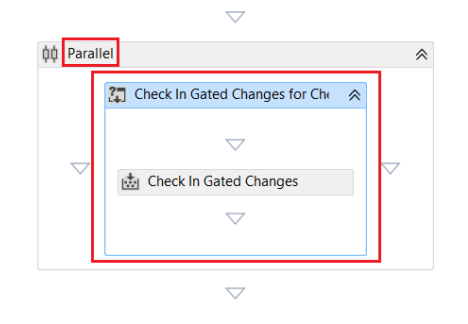 Parallel
Check In Gated Changes for Che
Check In Gated Changes